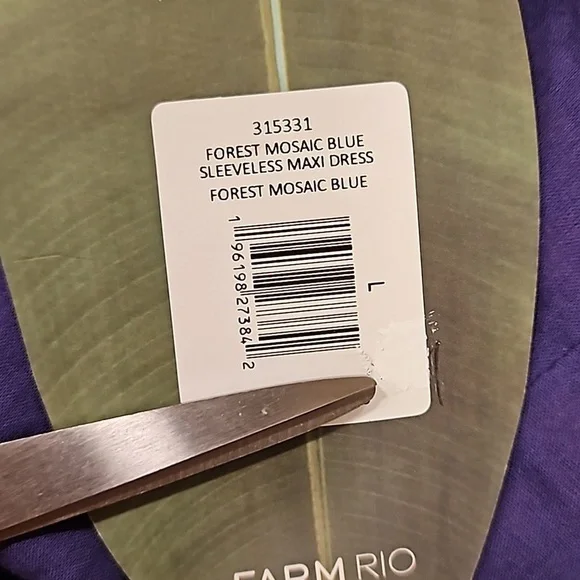 315331
FOREST MOSAIC BLUE
SLEEVELESS MAXI DRESS
FOREST MOSAIC BLUE
1 96198 27384 2
L
FARM RIO